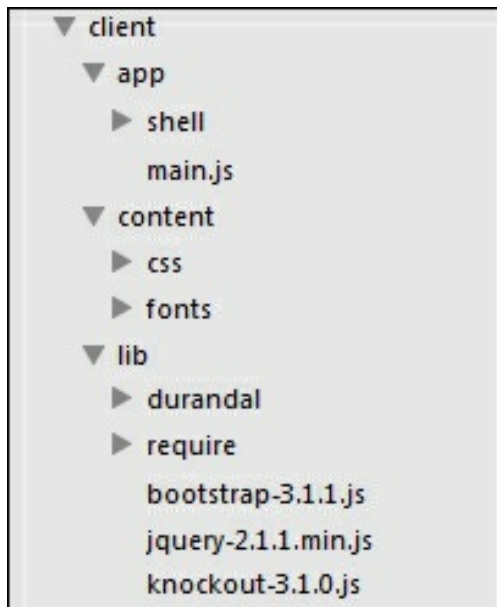 client
app
shell
main.js
content
css
fonts
lib
durandal
require
bootstrap-3.1.1.js
jquery-2.1.1.min.js
knockout-3.1.0.js